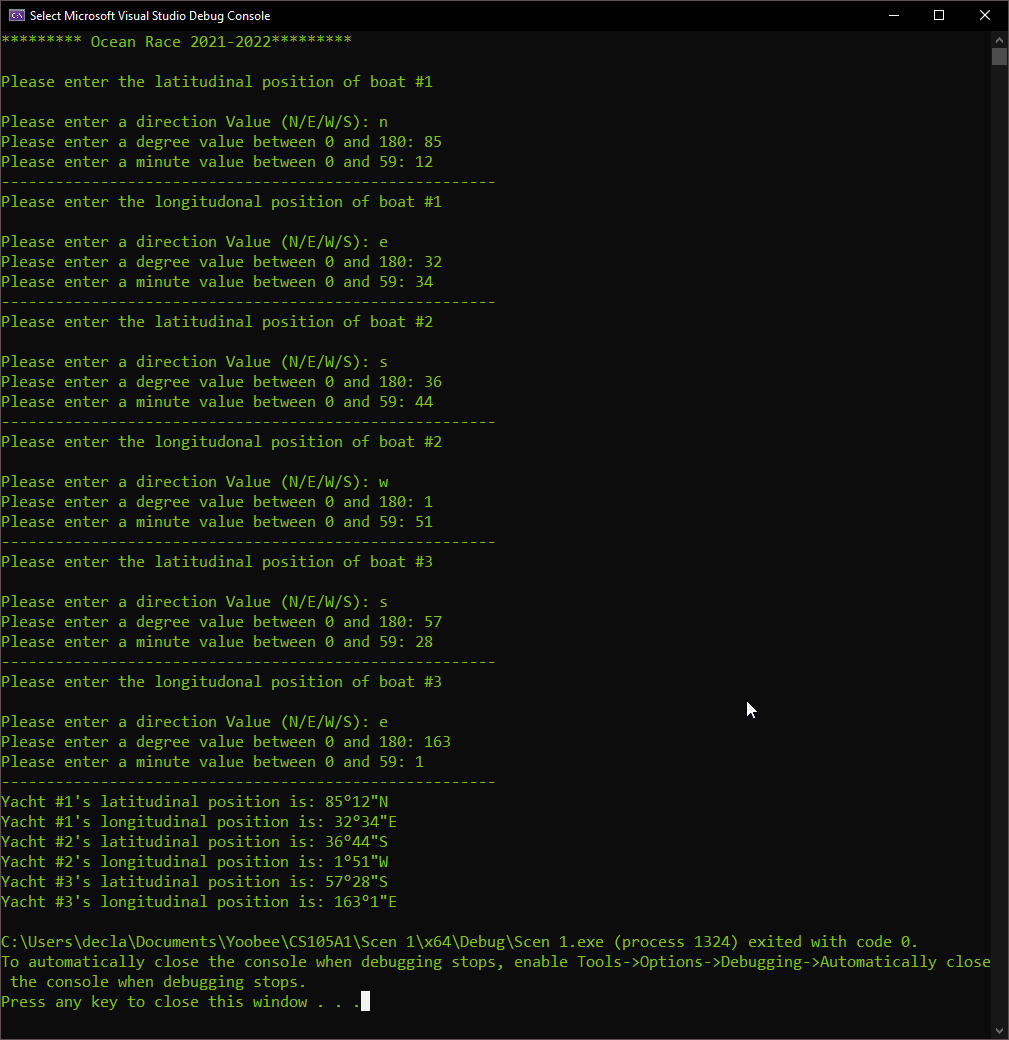 Select Microsoft Visual Studio Debug Console
********* Ocean Race 2021-2022*********
Please enter the latitudinal position of boat #1
Please enter a direction Value (N/E/W/S): n
Please enter a degree value between 0 and 180: 85
Please enter a minute value between 0 and 59: 12
-------------------------------------------------------
Please enter the longitudonal position of boat #1
Please enter a direction Value (N/E/W/S): e
Please enter a degree value between 0 and 180: 32
Please enter a minute value between 0 and 59: 34
-------------------------------------------------------
Please enter the latitudinal position of boat #2
Please enter a direction Value (N/E/W/S): s
Please enter a degree value between 0 and 180: 36
Please enter a minute value between 0 and 59: 44
-------------------------------------------------------
Please enter the longitudonal position of boat #2
Please enter a direction Value (N/E/W/S): w
Please enter a degree value between 0 and 180: 1
Please enter a minute value between 0 and 59: 51
-------------------------------------------------------
Please enter the latitudinal position of boat #3
Please enter a direction Value (N/E/W/S): s
Please enter a degree value between 0 and 180: 57
Please enter a minute value between 0 and 59: 28
-------------------------------------------------------
Please enter the longitudonal position of boat #3
Please enter a direction Value (N/E/W/S): e
Please enter a degree value between 0 and 180: 163
Please enter a minute value between 0 and 59: 1
-------------------------------------------------------
Yacht #1's latitudinal position is: 85°12"N
Yacht #1's longitudinal position is: 32°34"E
Yacht #2's latitudinal position is: 36°44"S
Yacht #2's longitudinal position is: 1°51"W
Yacht #3's latitudinal position is: 57°28"S
Yacht #3's longitudinal position is: 163°1"E
C:\Users\decla\Documents\Yoobee\CS105A1\Scen 1\x64\Debug\Scen 1.exe (process 1324) exited with code 0.
To automatically close the console when debugging stops, enable Tools->Options->Debugging->Automatically close
the console when debugging stops.
Press any key to close this window . . .